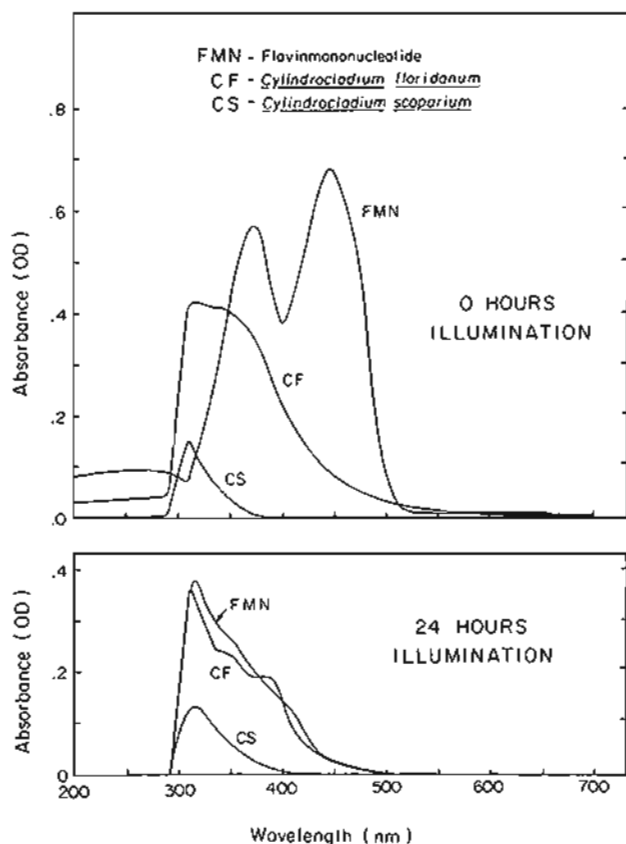 FMN - Flavinmononucleotide
CF - Cylindrocladium floridanum
CS - Cylindrocladium scoparium
.8
.6
.4
.2
.0
Absorbance (OD)
FMN
CF
CS
0 HOURS
ILLUMINATION
.4
.2
0
Absorbance (OD)
FMN
CF
CS
24 HOURS
ILLUMINATION
200 300 400 500 600 700
Wavelength (nm)